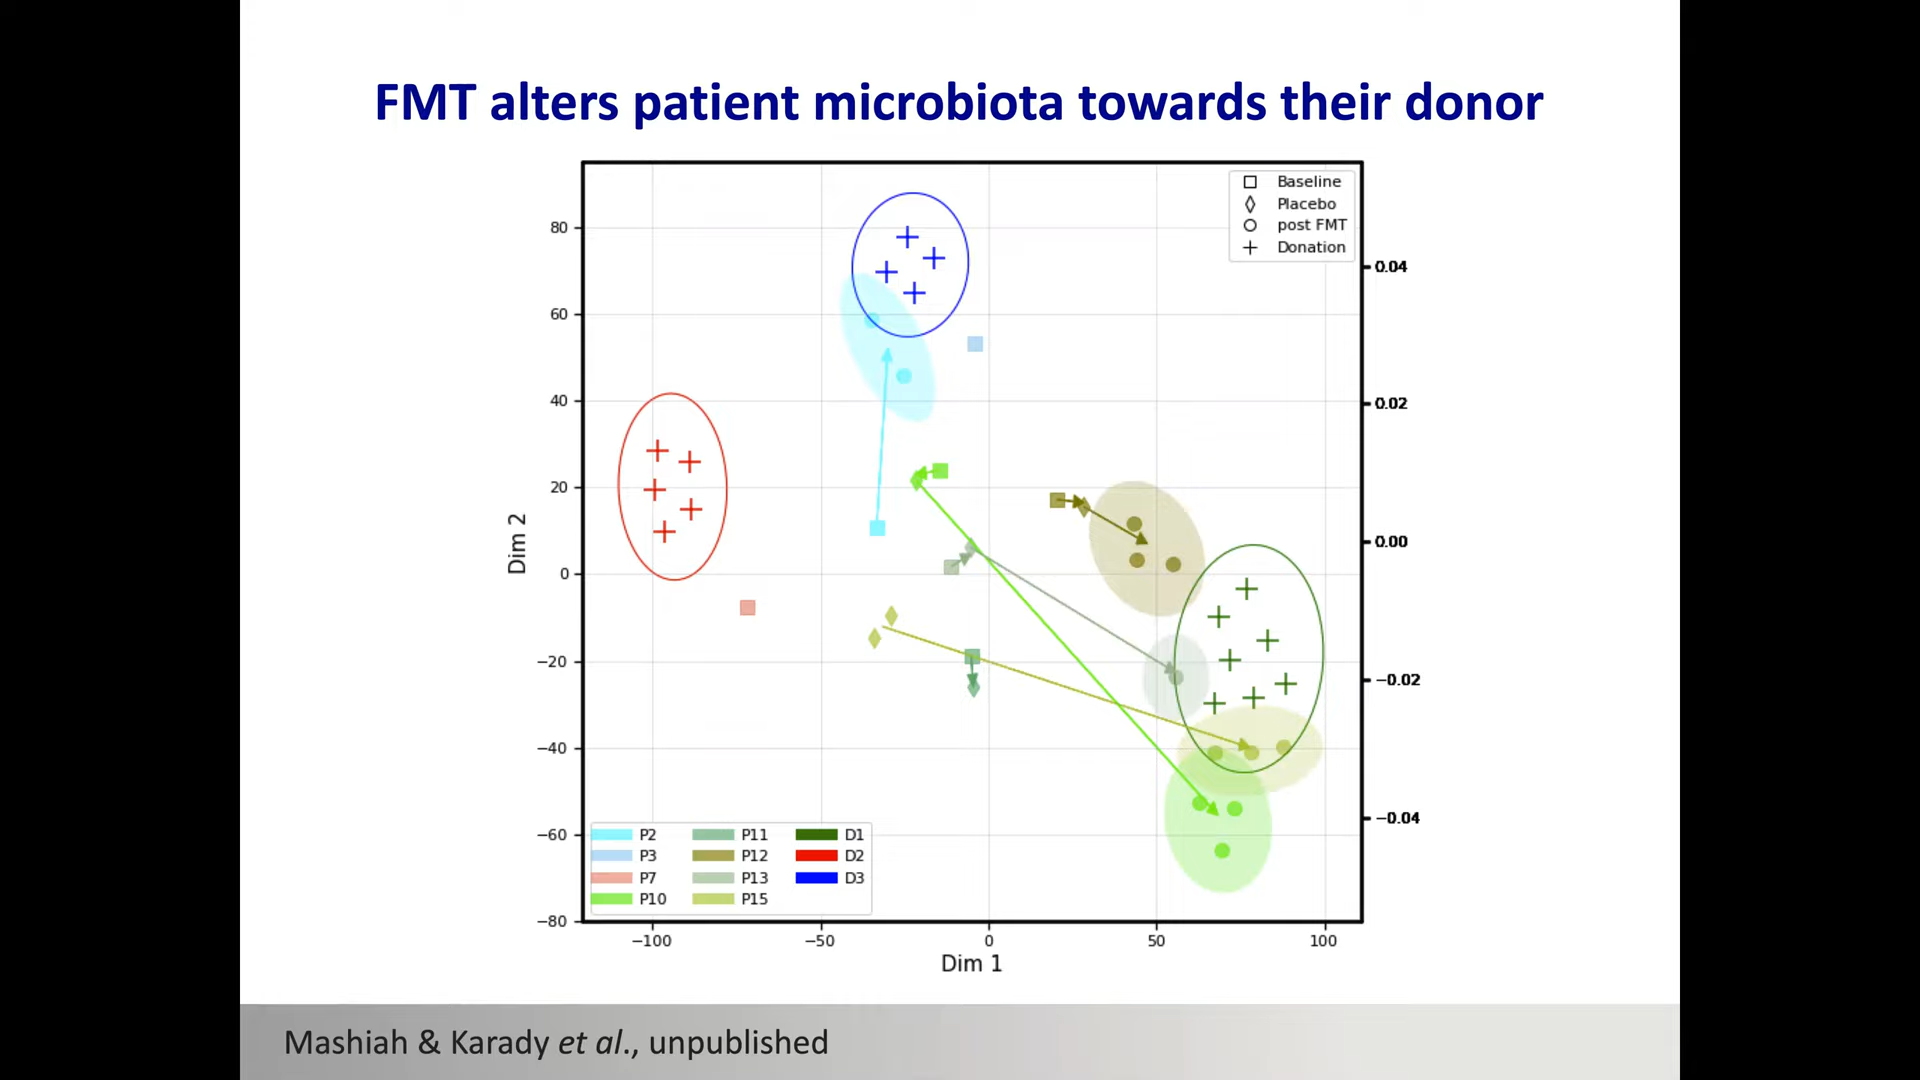 FMT alters patient microbiota towards their donor
Baseline
Placebo
post FMT
Donation
80
60
40
20
0
−20
−40
−60
−80
Dim 2
0.04
0.02
0.00
−0.02
−0.04
P2 P11 D1
P3 P12 D2
P7 P13 D3
P10 P15
−100 −50 0 50 100
Dim 1
Mashiah & Karady et al., unpublished